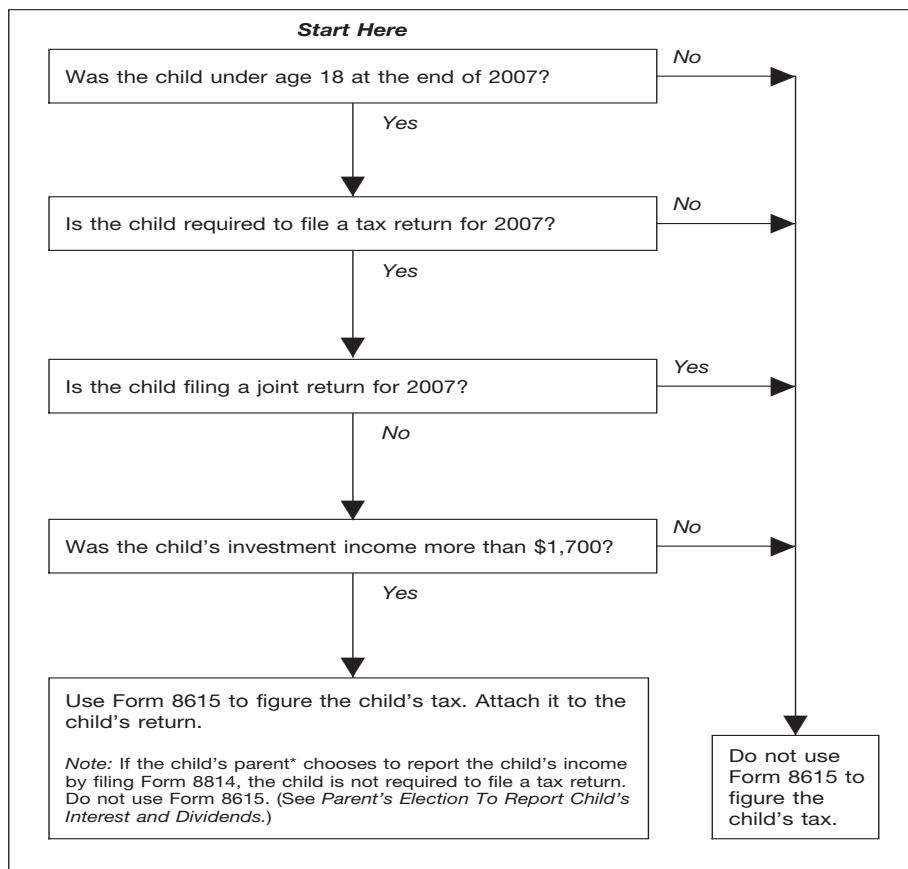 Start Here
Was the child under age 18 at the end of 2007?
No
Yes
Is the child required to file a tax return for 2007?
No
Yes
Is the child filing a joint return for 2007?
Yes
No
Was the child’s investment income more than $1,700?
No
Yes
Use Form 8615 to figure the child’s tax. Attach it to the
child’s return.
Note: If the child’s parent* chooses to report the child’s income
by filing Form 8814, the child is not required to file a tax return.
Do not use Form 8615. (See Parent’s Election To Report Child’s
Interest and Dividends.)
Do not use
Form 8615 to
figure the
child’s tax.